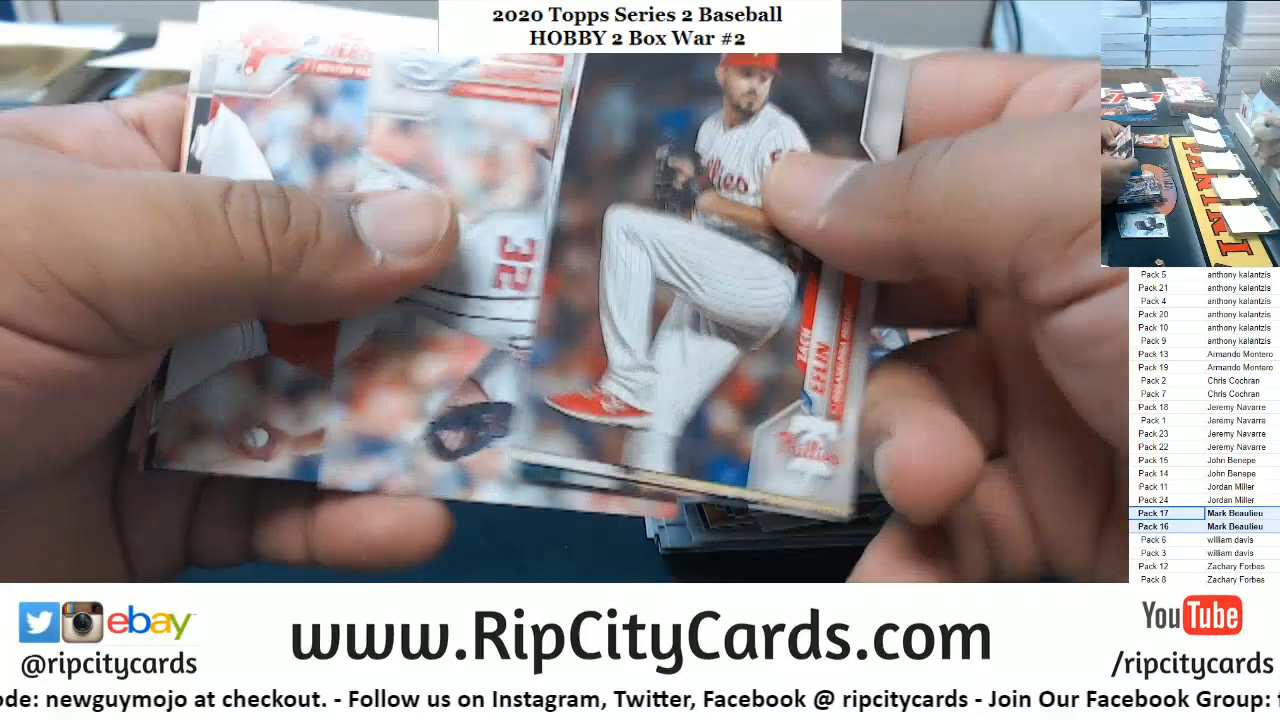 2020 Topps Series 2 Baseball
HOBBY 2 Box War #2
32
Phillies
ZACH
EFLIN
Phillies
PANINI
Pack 5 anthony kalantzis
Pack 21 anthony kalantzis
Pack 4 anthony kalantzis
Pack 20 anthony kalantzis
Pack 10 anthony kalantzis
Pack 9 anthony kalantzis
Pack 13 Armando Montero
Pack 19 Armando Montero
Pack 2 Chris Cochran
Pack 7 Chris Cochran
Pack 18 Jeremy Navarre
Pack 1 Jeremy Navarre
Pack 23 Jeremy Navarre
Pack 22 Jeremy Navarre
Pack 15 John Benepe
Pack 14 John Benepe
Pack 11 Jordan Miller
Pack 24 Jordan Miller
Pack 17 Mark Beaulieu
Pack 16 Mark Beaulieu
Pack 6 william davis
Pack 3 william davis
Pack 12 Zachary Forbes
Pack 8 Zachary Forbes
ebay
@ripcitycards
www.RipCityCards.com
YouTube
/ripcitycards
ode: newguymojo at checkout. - Follow us on Instagram, Twitter, Facebook @ ripcitycards - Join Our Facebook Group: